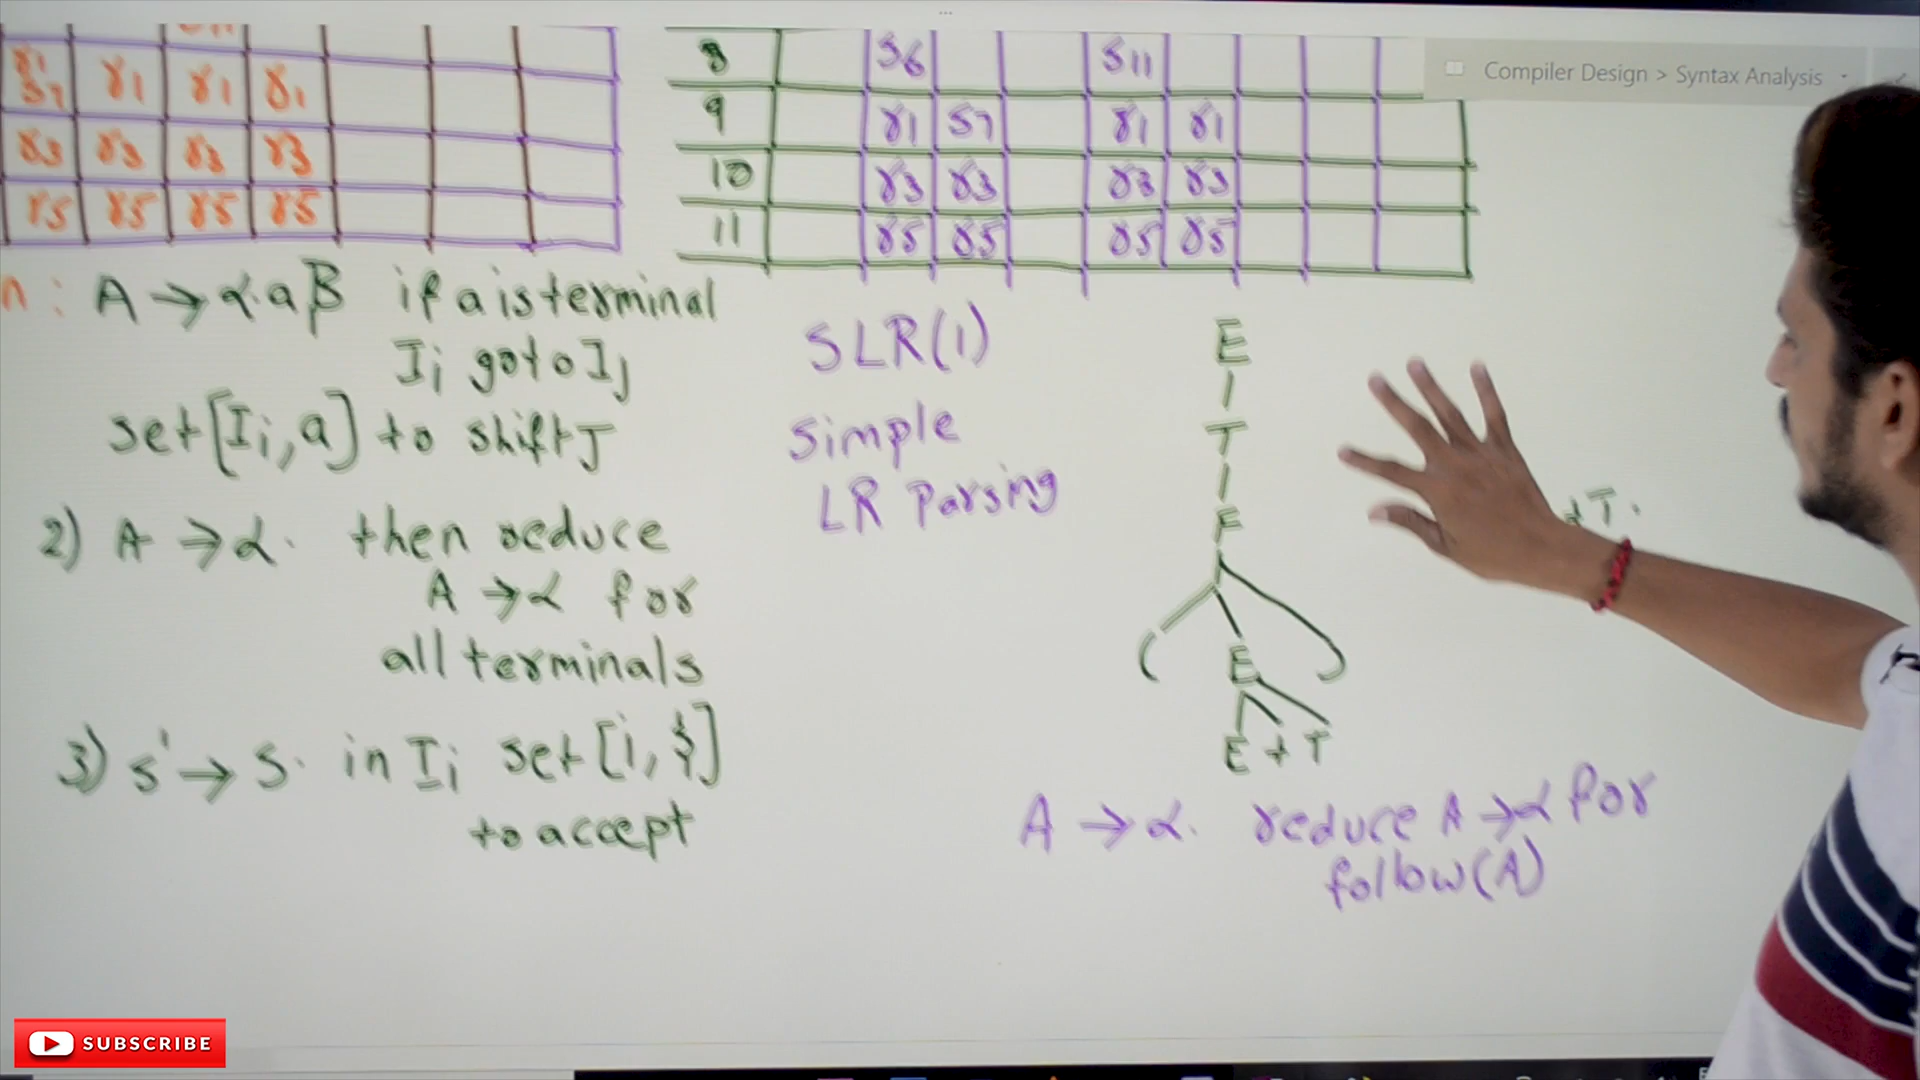 r1
s7 r1 r1 r1
r3 r3 r3 r3
r5 r5 r5 r5
8 s6 s11
9 r1 s7 r1 r1
10 r3 r3 r3 r3
11 r5 r5 r5 r5
Compiler Design > Syntax Analysis
n : A → α.aβ if a is terminal
Ii goto Ij
set [Ii, a] to shift J
2) A → α. then reduce
A → α for
all terminals
3) s' → s. in Ii set [i, $]
to accept
SLR(1)
Simple
LR Parsing
E
T
F
+T.
( E )
E + T
A → α. reduce A → α for
follow(A)
SUBSCRIBE